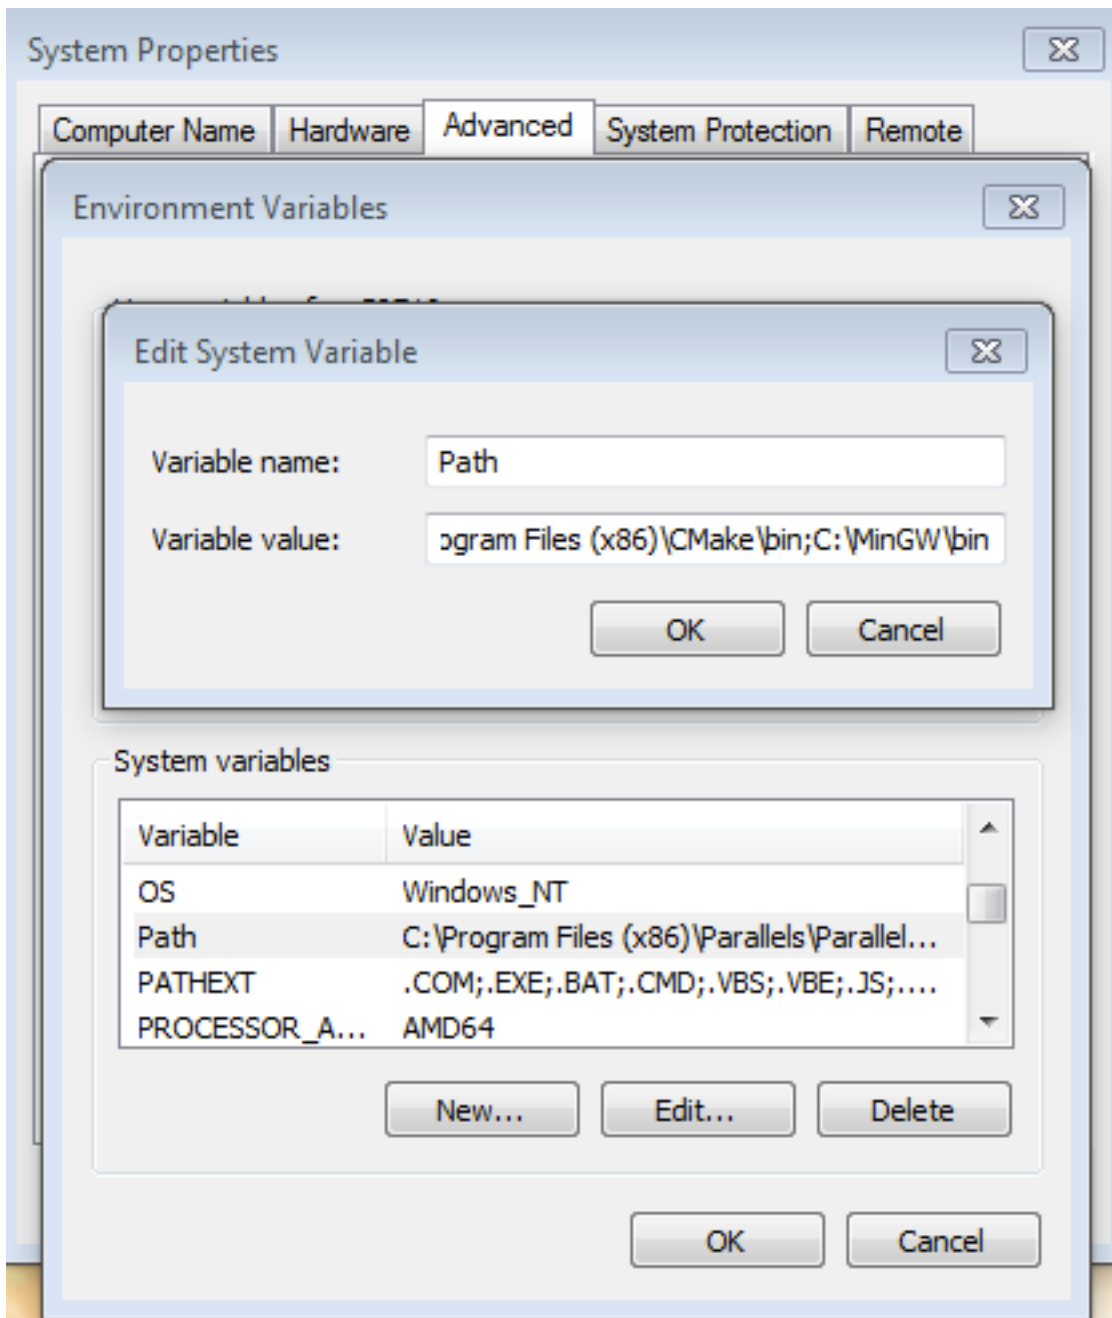 System Properties
Computer Name Hardware Advanced System Protection Remote
Environment Variables
Edit System Variable
Variable name: Path
Variable value: ogram Files (x86)\CMake\bin;C:\MinGW\bin
OK Cancel
System variables
Variable Value
OS Windows_NT
Path C:\Program Files (x86)\Parallels\Parallel...
PATHEXT .COM;.EXE;.BAT;.CMD;.VBS;.VBE;.JS;....
PROCESSOR_A... AMD64
New... Edit... Delete
OK Cancel